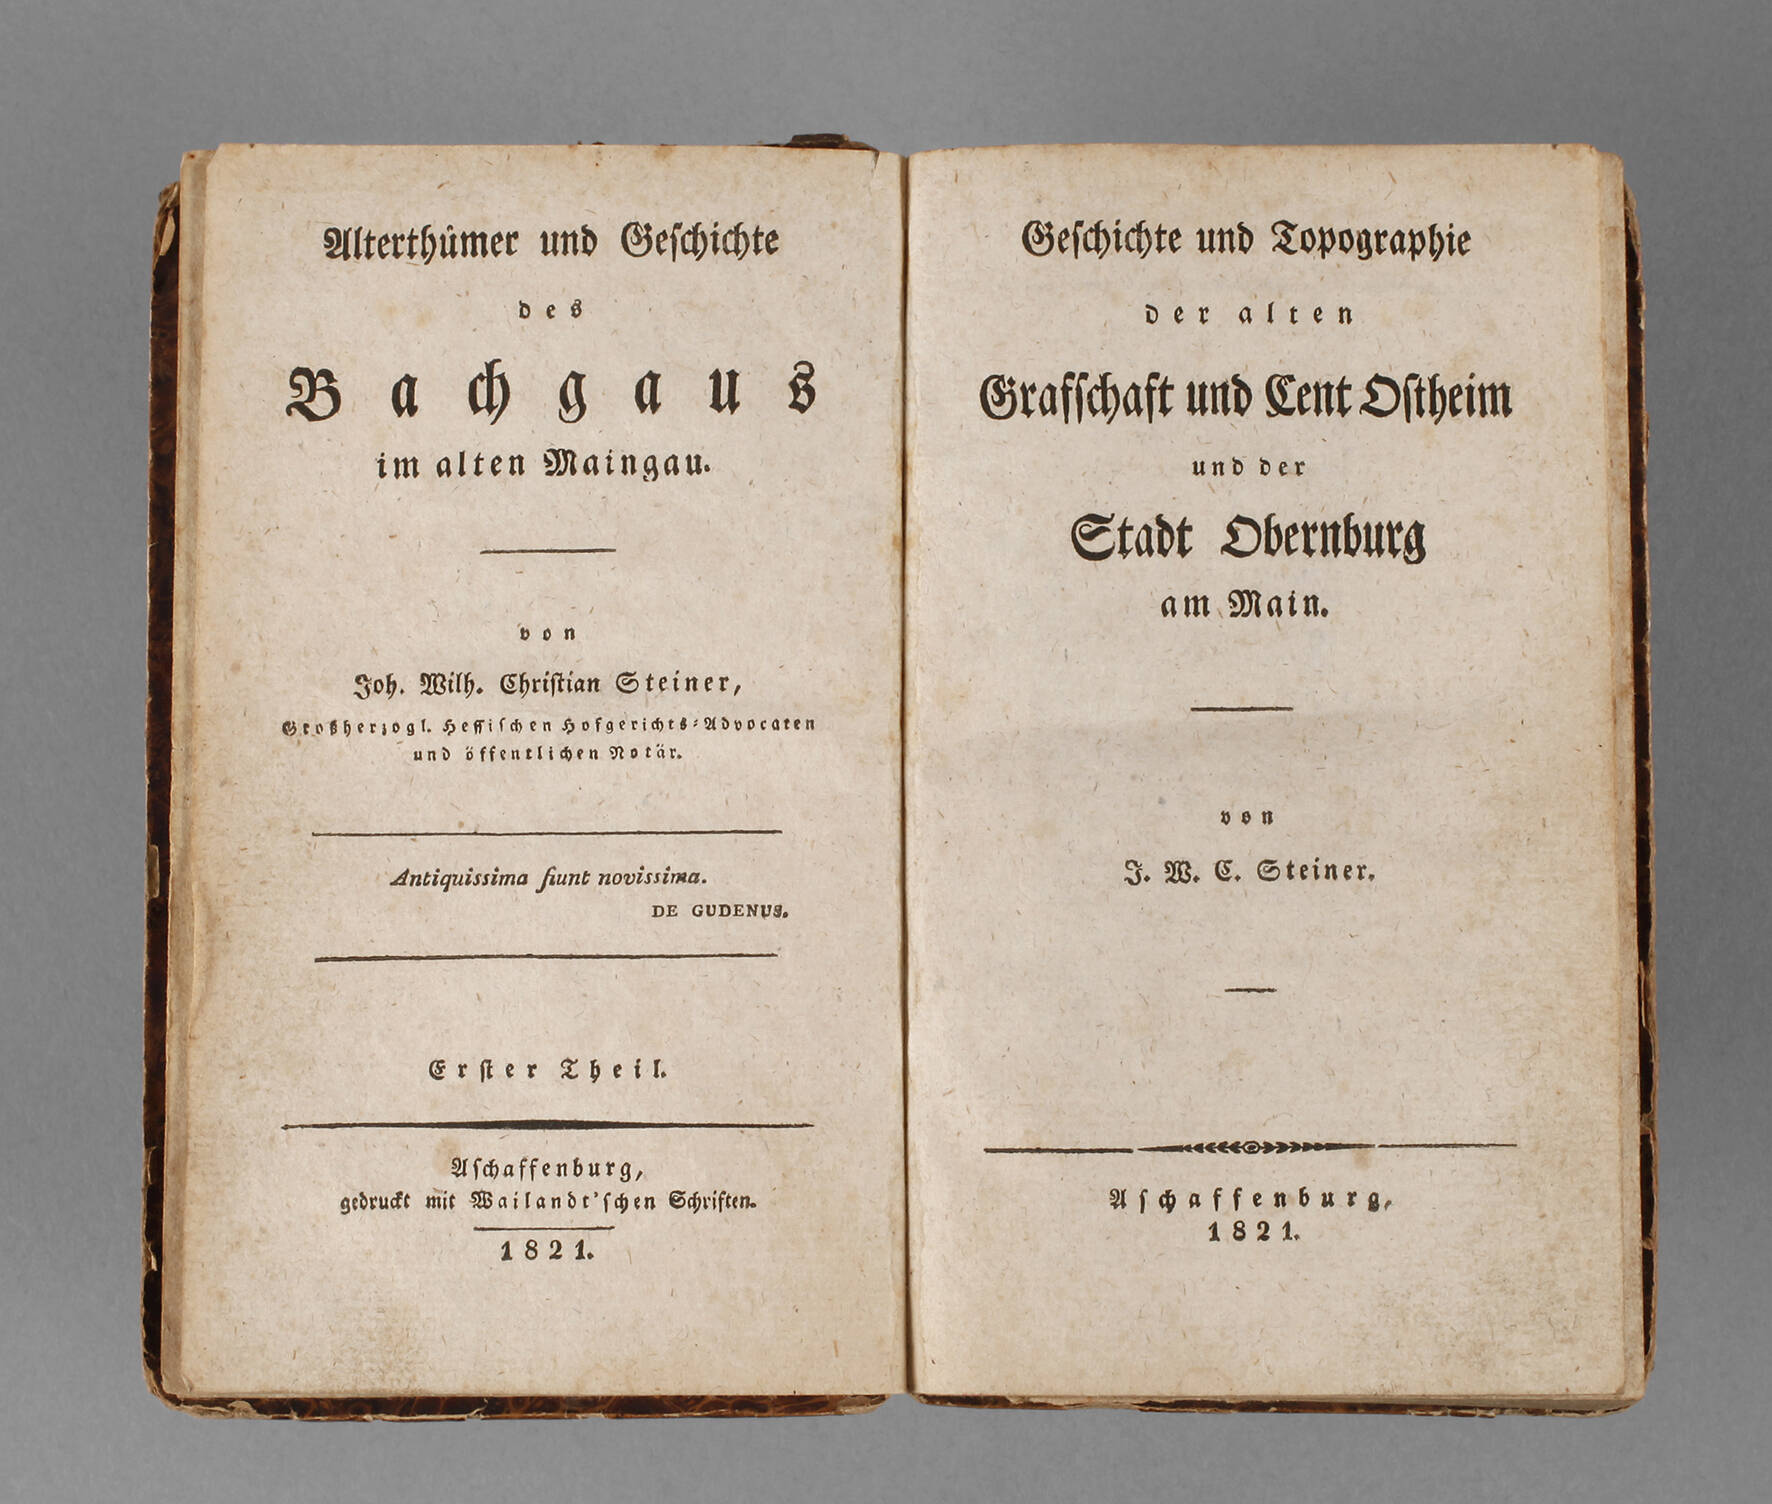 Alterthümer und Geſchichte
des
Bachgaus
im alten Maingau.
von
Joh. Wilh. Chriſtian Steiner,
Großherzogl. Heſſiſchen Hofgerichts-Advocaten
und öffentlichen Notär.
Antiquissima fiunt novissima.
DE GUDENUS.
Erſter Theil.
Aſchaffenburg,
gedruckt mit Wailandt'ſchen Schriften.
1821.
Geſchichte und Topographie
der alten
Grafſchaft und Cent Oſtheim
und der
Stadt Obernburg
am Main.
von
J. W. C. Steiner.
Aſchaffenburg,
1821.